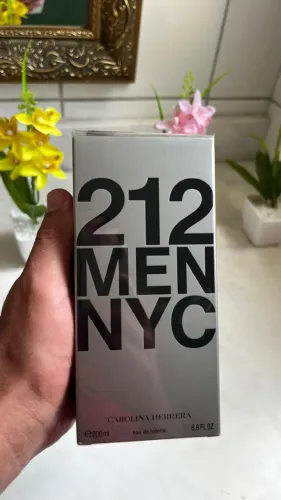 212
MEN
NYC
CAROLINA HERRERA
℮200ml eau de toilette 6.8 FL.OZ